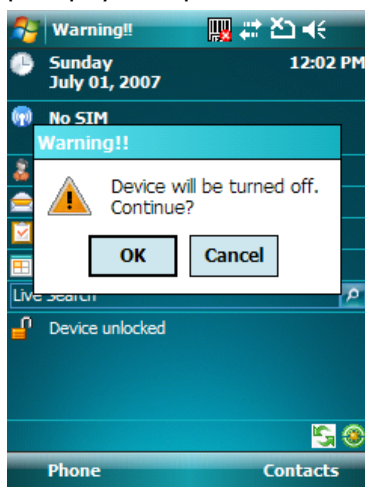 Warning!!
Sunday
July 01, 2007
12:02 PM
No SIM
Warning!!
Device will be turned off.
Continue?
OK
Cancel
Live Search
Device unlocked
Phone
Contacts